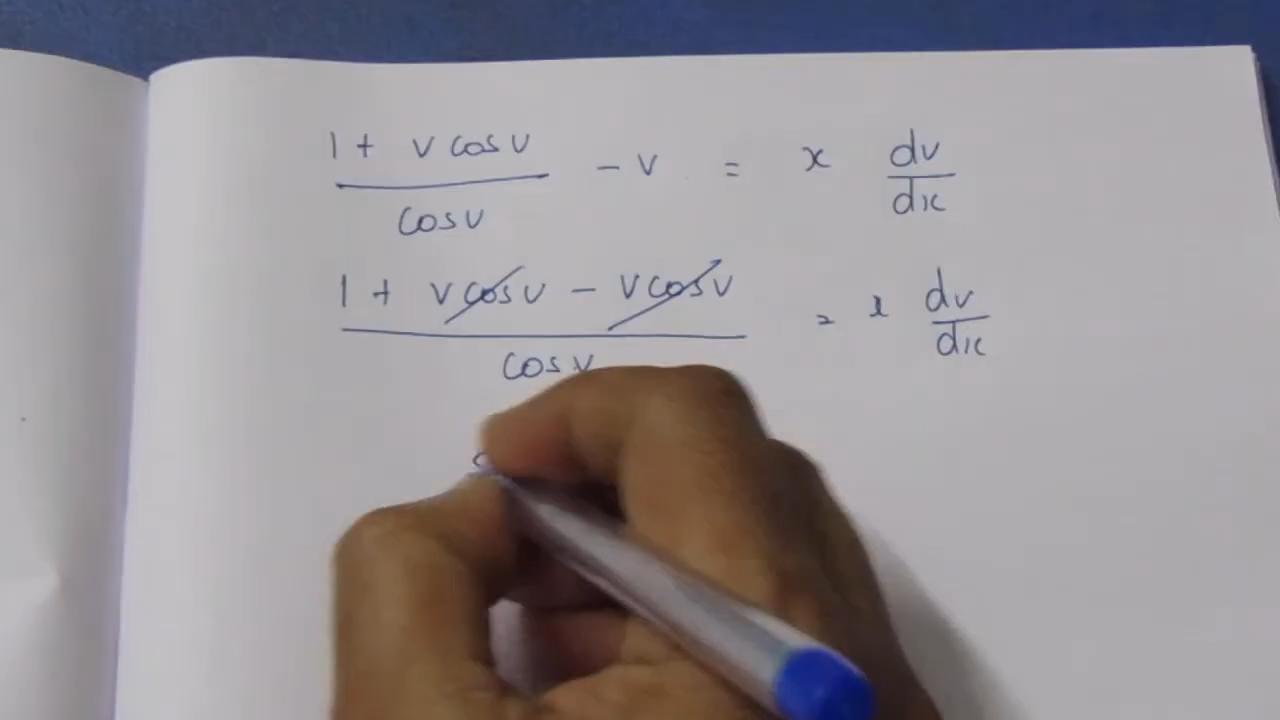 1 + v cos v
——— - v = x dv/dx
cos v
1 + v cos v - v cos v
——— = x dv/dx
cos v